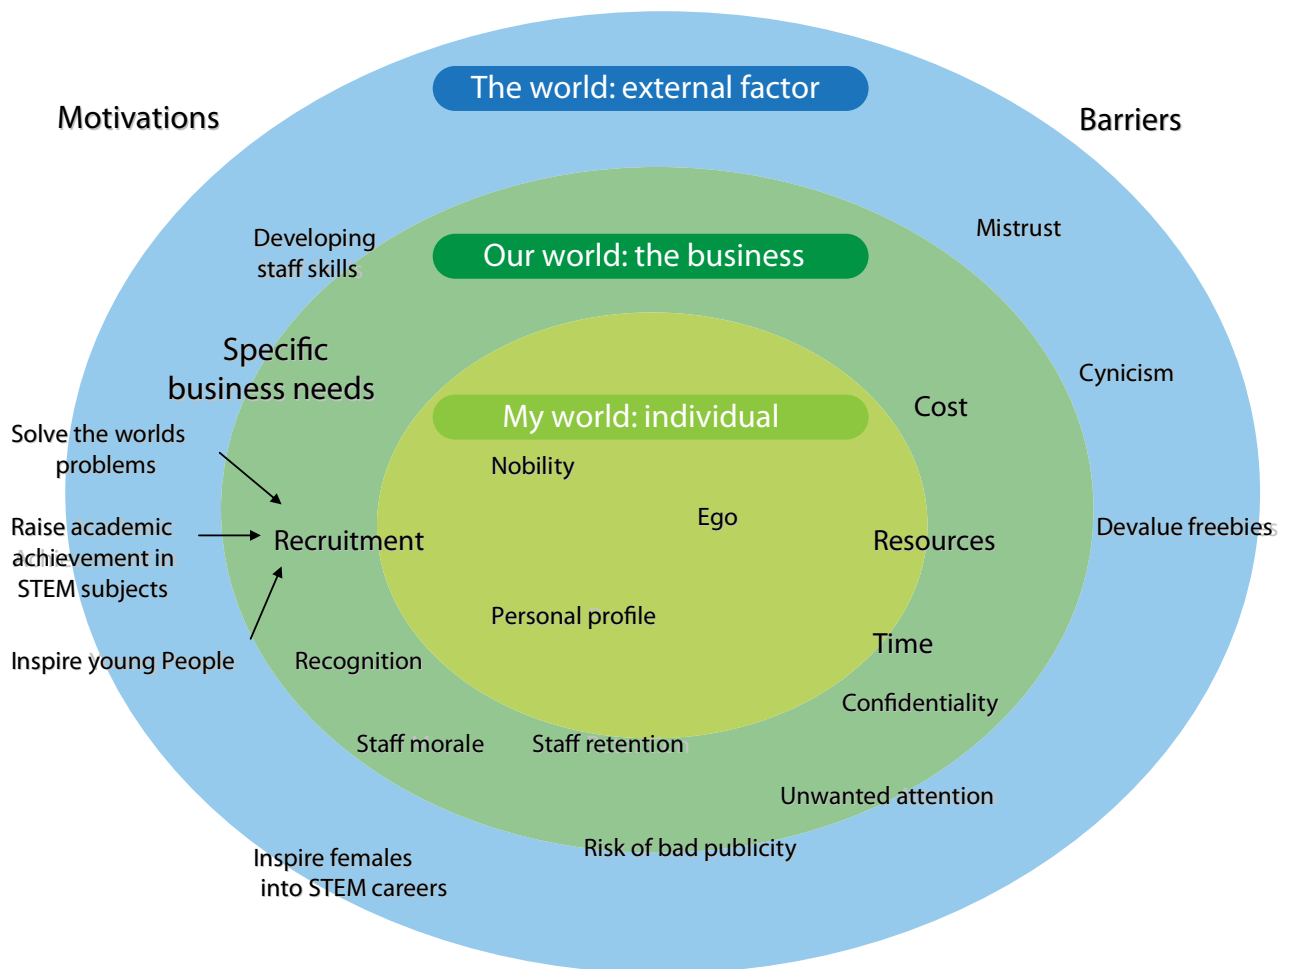 The world: external factor
Motivations
Barriers
Mistrust
Developing
staff skills
Our world: the business
Specific
business needs
Cynicism
My world: individual
Cost
Solve the worlds
problems
Nobility
Ego
Raise academic
achievement in
STEM subjects
Recruitment
Resources
Devalue freebies
Personal profile
Time
Inspire young People
Recognition
Confidentiality
Staff morale
Staff retention
Unwanted attention
Risk of bad publicity
Inspire females
into STEM careers